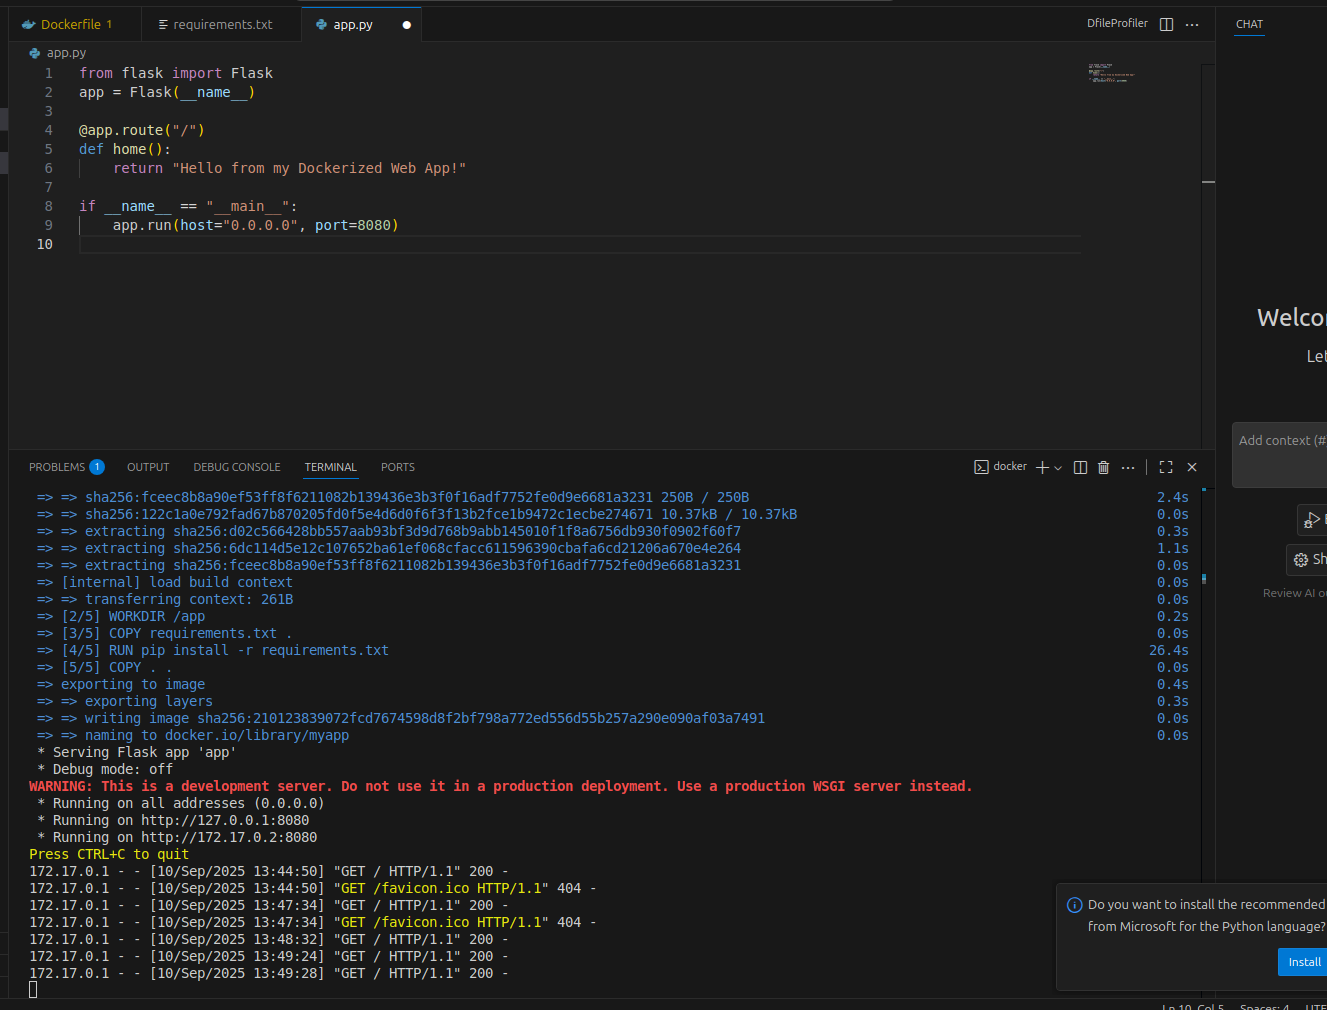 Dockerfile 1
requirements.txt
app.py
DfileProfiler
CHAT
app.py
1 from flask import Flask
2 app = Flask(__name__)
3
4 @app.route("/")
5 def home():
6 return "Hello from my Dockerized Web App!"
7
8 if __name__ == "__main__":
9 app.run(host="0.0.0.0", port=8080)
10
Welco
Let
Add context (#
Sh
Review AI o
PROBLEMS 1 OUTPUT DEBUG CONSOLE TERMINAL PORTS
docker
=> => sha256:fceec8b8a90ef53ff8f6211082b139436e3b3f0f16adf7752fe0d9e6681a3231 250B / 250B 2.4s
=> => sha256:122c1a0e792fad67b870205fd0f5e4d6d0f6f3f13b2fce1b9472c1ecbe274671 10.37kB / 10.37kB 0.0s
=> => extracting sha256:d02c566428bb557aab93bf3d9d768b9abb145010f1f8a6756db930f0902f60f7 0.3s
=> => extracting sha256:6dc114d5e12c107652ba61ef068cfacc611596390cbafa6cd21206a670e4e264 1.1s
=> => extracting sha256:fceec8b8a90ef53ff8f6211082b139436e3b3f0f16adf7752fe0d9e6681a3231 0.0s
=> [internal] load build context 0.0s
=> => transferring context: 261B 0.0s
=> [2/5] WORKDIR /app 0.2s
=> [3/5] COPY requirements.txt . 0.0s
=> [4/5] RUN pip install -r requirements.txt 26.4s
=> [5/5] COPY . . 0.0s
=> exporting to image 0.4s
=> => exporting layers 0.3s
=> => writing image sha256:210123839072fcd7674598d8f2bf798a772ed556d55b257a290e090af03a7491 0.0s
=> => naming to docker.io/library/myapp 0.0s
* Serving Flask app 'app'
* Debug mode: off
WARNING: This is a development server. Do not use it in a production deployment. Use a production WSGI server instead.
* Running on all addresses (0.0.0.0)
* Running on http://127.0.0.1:8080
* Running on http://172.17.0.2:8080
Press CTRL+C to quit
172.17.0.1 - - [10/Sep/2025 13:44:50] "GET / HTTP/1.1" 200 -
172.17.0.1 - - [10/Sep/2025 13:44:50] "GET /favicon.ico HTTP/1.1" 404 -
172.17.0.1 - - [10/Sep/2025 13:47:34] "GET / HTTP/1.1" 200 -
172.17.0.1 - - [10/Sep/2025 13:47:34] "GET /favicon.ico HTTP/1.1" 404 -
172.17.0.1 - - [10/Sep/2025 13:48:32] "GET / HTTP/1.1" 200 -
172.17.0.1 - - [10/Sep/2025 13:49:24] "GET / HTTP/1.1" 200 -
172.17.0.1 - - [10/Sep/2025 13:49:28] "GET / HTTP/1.1" 200 -
Do you want to install the recommended
from Microsoft for the Python language?
Install
Ln 10, Col 5 Spaces: 4 UTF